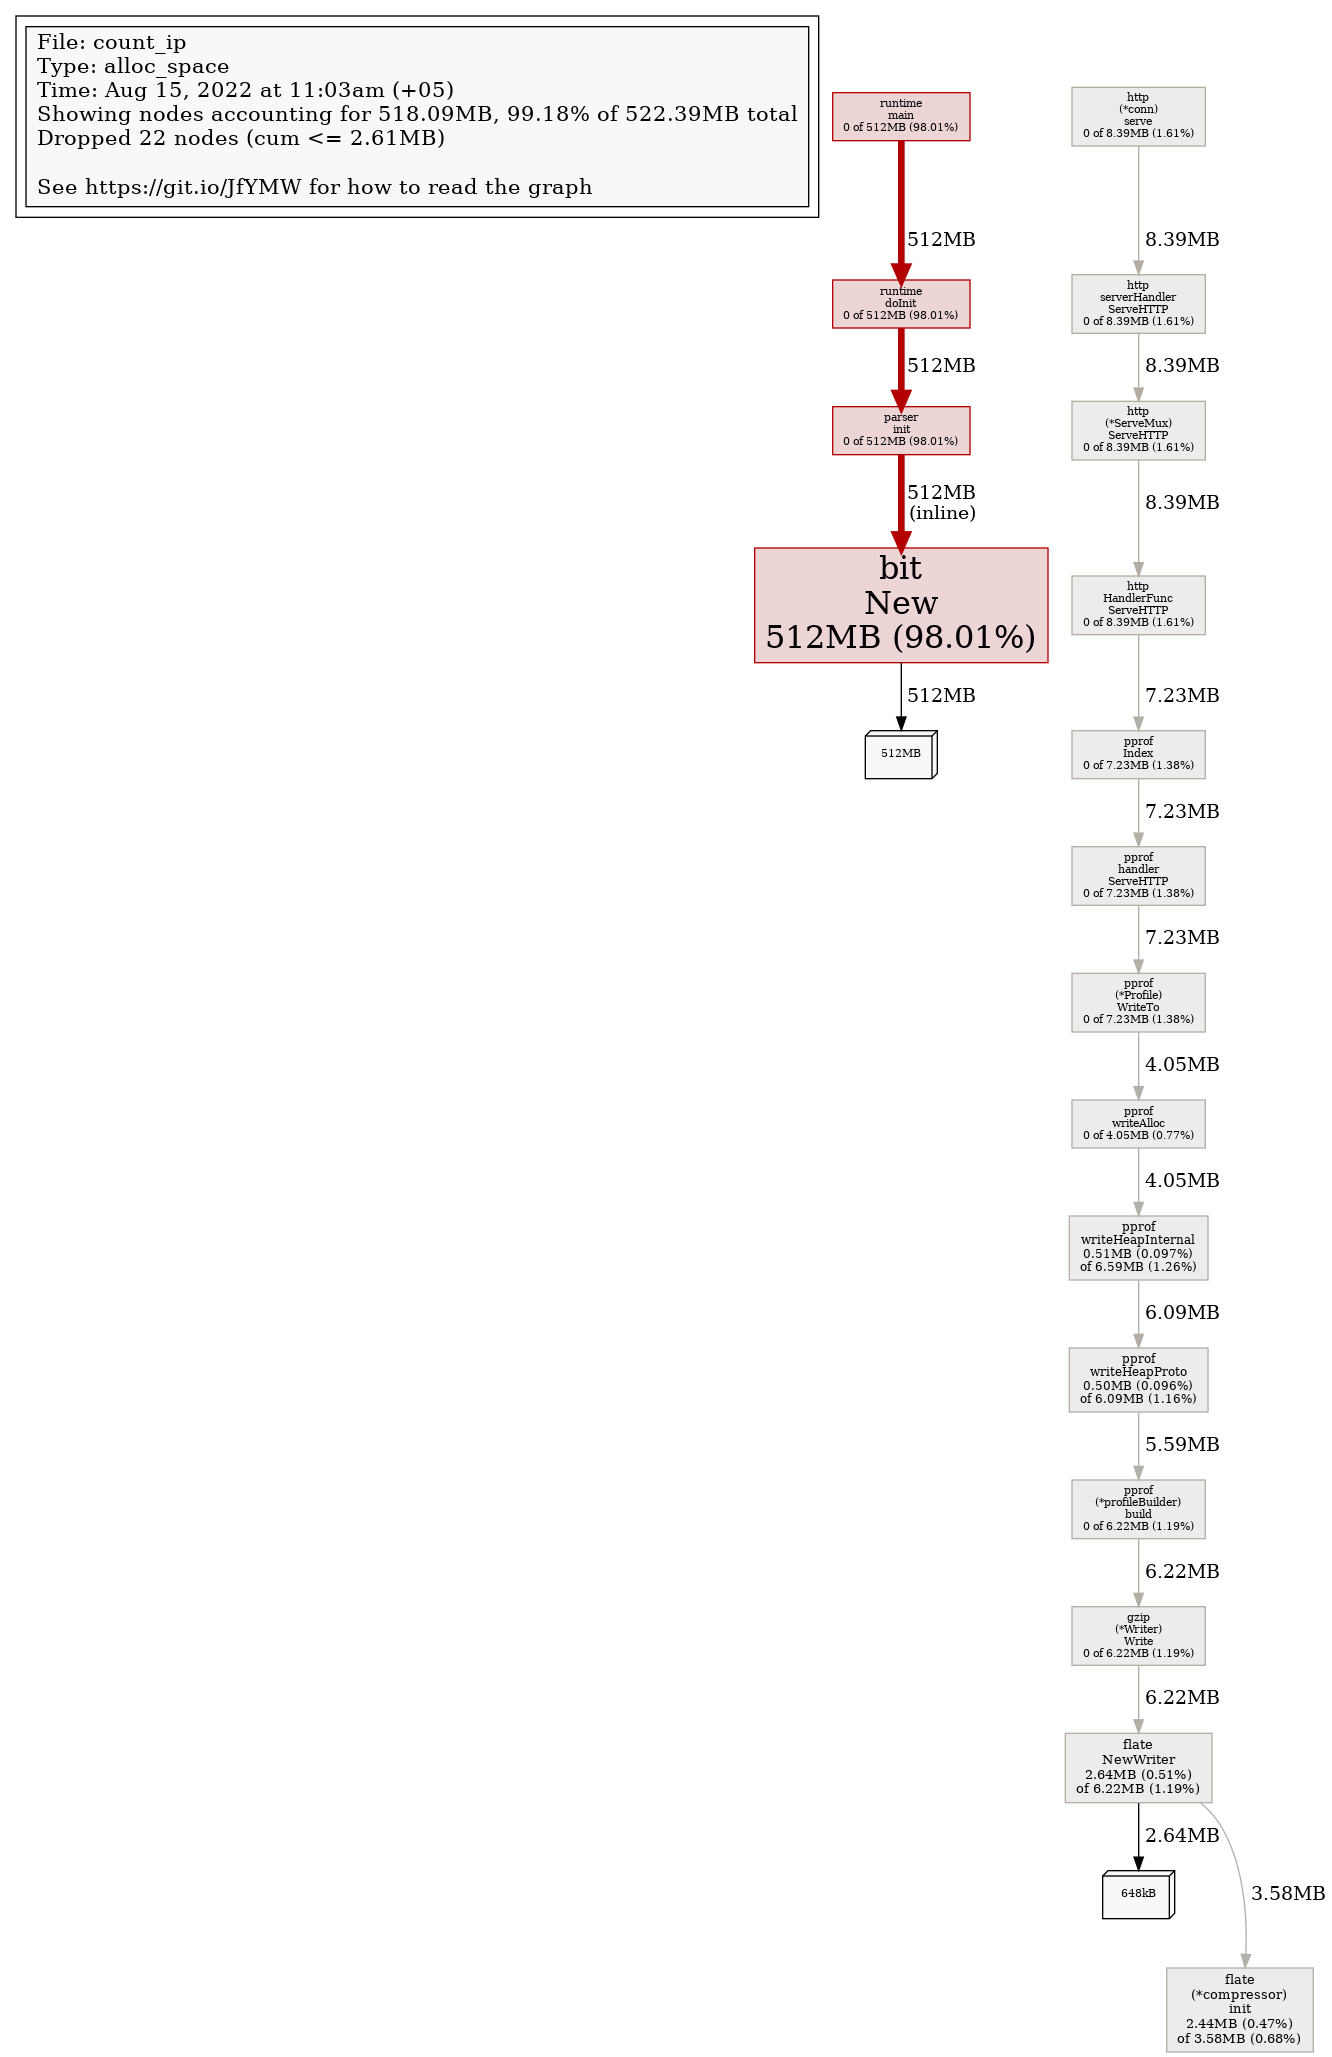 File: count_ip
Type: alloc_space
Time: Aug 15, 2022 at 11:03am (+05)
Showing nodes accounting for 518.09MB, 99.18% of 522.39MB total
Dropped 22 nodes (cum <= 2.61MB)
See https://git.io/JfYMW for how to read the graph
runtime
main
0 of 512MB (98.01%)
512MB
runtime
doInit
0 of 512MB (98.01%)
512MB
parser
init
0 of 512MB (98.01%)
512MB
(inline)
bit
New
512MB (98.01%)
512MB
512MB
http
(*conn)
serve
0 of 8.39MB (1.61%)
8.39MB
http
serverHandler
ServeHTTP
0 of 8.39MB (1.61%)
8.39MB
http
(*ServeMux)
ServeHTTP
0 of 8.39MB (1.61%)
8.39MB
http
HandlerFunc
ServeHTTP
0 of 8.39MB (1.61%)
7.23MB
pprof
Index
0 of 7.23MB (1.38%)
7.23MB
pprof
handler
ServeHTTP
0 of 7.23MB (1.38%)
7.23MB
pprof
(*Profile)
WriteTo
0 of 7.23MB (1.38%)
4.05MB
pprof
writeAlloc
0 of 4.05MB (0.77%)
4.05MB
pprof
writeHeapInternal
0.51MB (0.097%)
of 6.59MB (1.26%)
6.09MB
pprof
writeHeapProto
0.50MB (0.096%)
of 6.09MB (1.16%)
5.59MB
pprof
(*profileBuilder)
build
0 of 6.22MB (1.19%)
6.22MB
gzip
(*Writer)
Write
0 of 6.22MB (1.19%)
6.22MB
flate
NewWriter
2.64MB (0.51%)
of 6.22MB (1.19%)
2.64MB
648kB
3.58MB
flate
(*compressor)
init
2.44MB (0.47%)
of 3.58MB (0.68%)